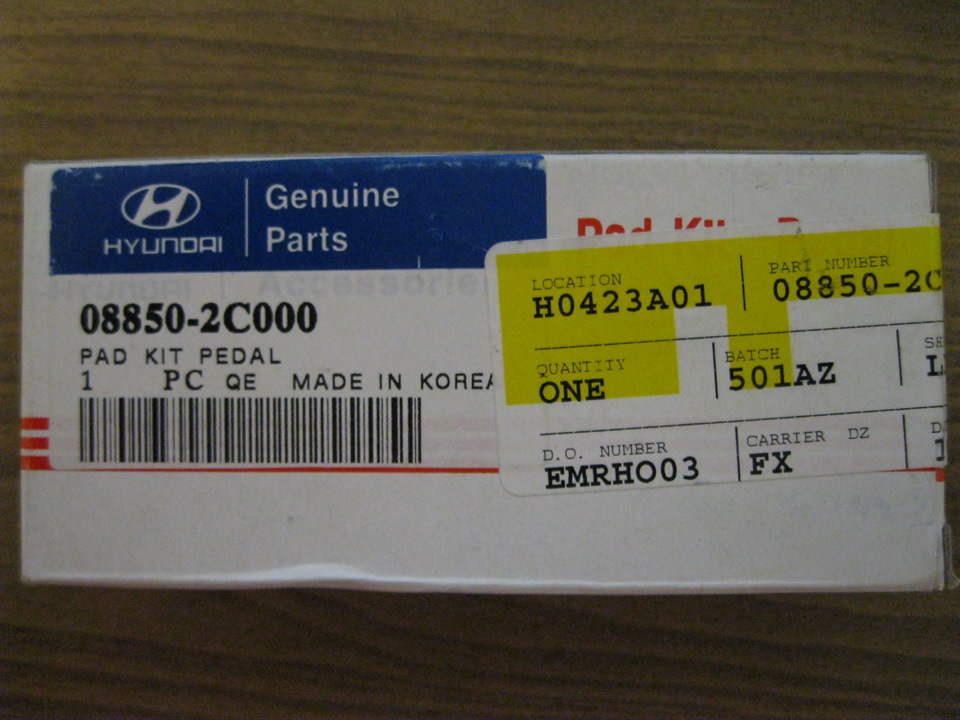 HYUNDAI
Genuine
Parts
Accessorie
08850-2C000
PAD KIT PEDAL
1 PC QE MADE IN KOREA
LOCATION
H0423A01
PART NUMBER
08850-2C
QUANTITY
ONE
BATCH
501AZ
D.O. NUMBER
EMRHO03
CARRIER DZ
FX